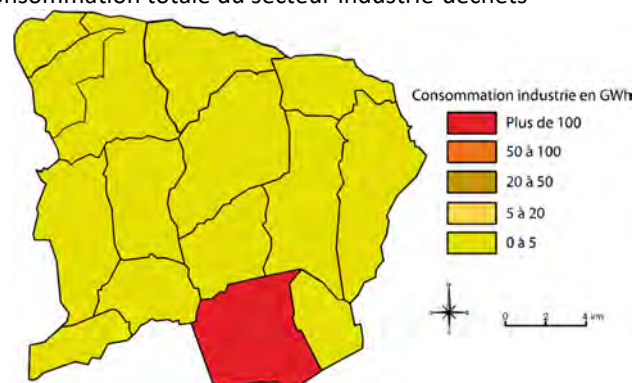 consommation totale du secteur industrie-déchets
Consommation industrie en GWh
Plus de 100
50 à 100
20 à 50
5 à 20
0 à 5
0 2 4 km